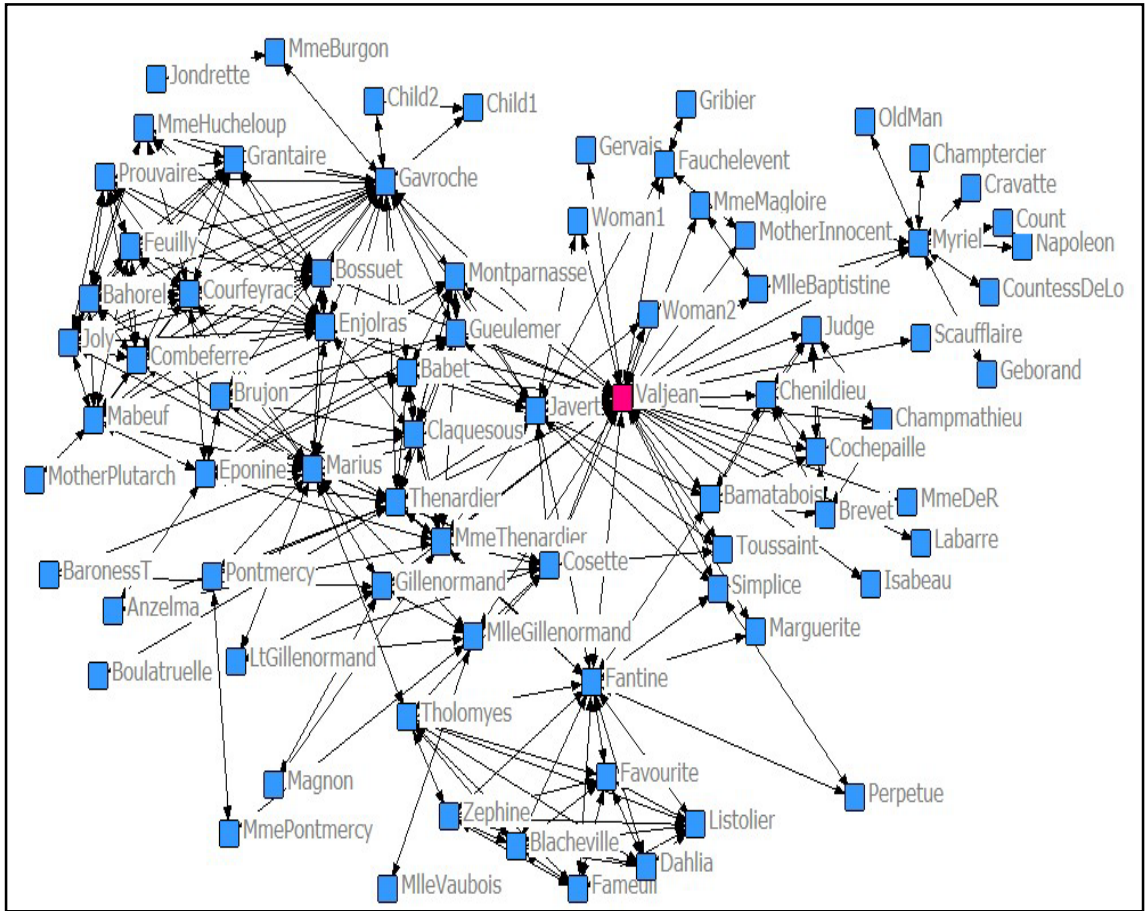 MmeBurgon
Jondrette
Child2
Child1
Gribier
OldMan
MmeHucheloup
Grantaire
Gervais
Fauchelevent
Champtercier
Prouvaire
Gavroche
Cravatte
MmeMagloire
Woman1
Count
Feuilly
MotherInnocent
Myriel
Napoleon
Bossuet
Montparnasse
Bahorel
Courfeyrac
MlleBaptistine
CountessDeLo
Woman2
Enjolras
Gueulemer
Judge
Scaufflaire
Joly
Combeferre
Babet
Geborand
Brujon
Valjean
Chenildieu
Javert
Mabeuf
Champmathieu
Claquesous
Cochepaille
MotherPlutarch
Eponine
Marius
Bamatabois
MmeDeR
Thenardier
Brevet
MmeThenardier
Toussaint
Labarre
Cosette
BaronessT
Pontmercy
Gillenormand
Simplice
Isabeau
Anzelma
MlleGillenormand
Marguerite
LtGillenormand
Boulatruelle
Fantine
Tholomyes
Favourite
Magnon
Perpetue
Zephine
Listolier
MmePontmercy
Blacheville
Dahlia
MlleVaubois
Fameuil